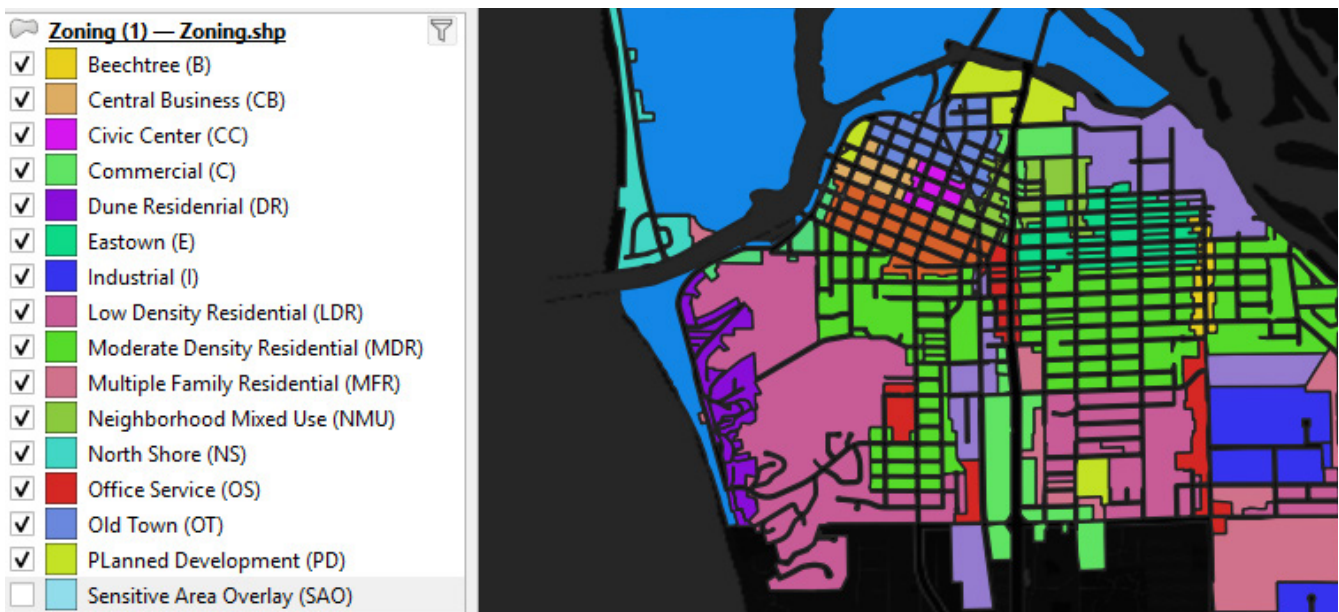 Zoning (1) — Zoning.shp
Beechtree (B)
Central Business (CB)
Civic Center (CC)
Commercial (C)
Dune Residenrial (DR)
Eastown (E)
Industrial (I)
Low Density Residential (LDR)
Moderate Density Residential (MDR)
Multiple Family Residential (MFR)
Neighborhood Mixed Use (NMU)
North Shore (NS)
Office Service (OS)
Old Town (OT)
PLanned Development (PD)
Sensitive Area Overlay (SAO)